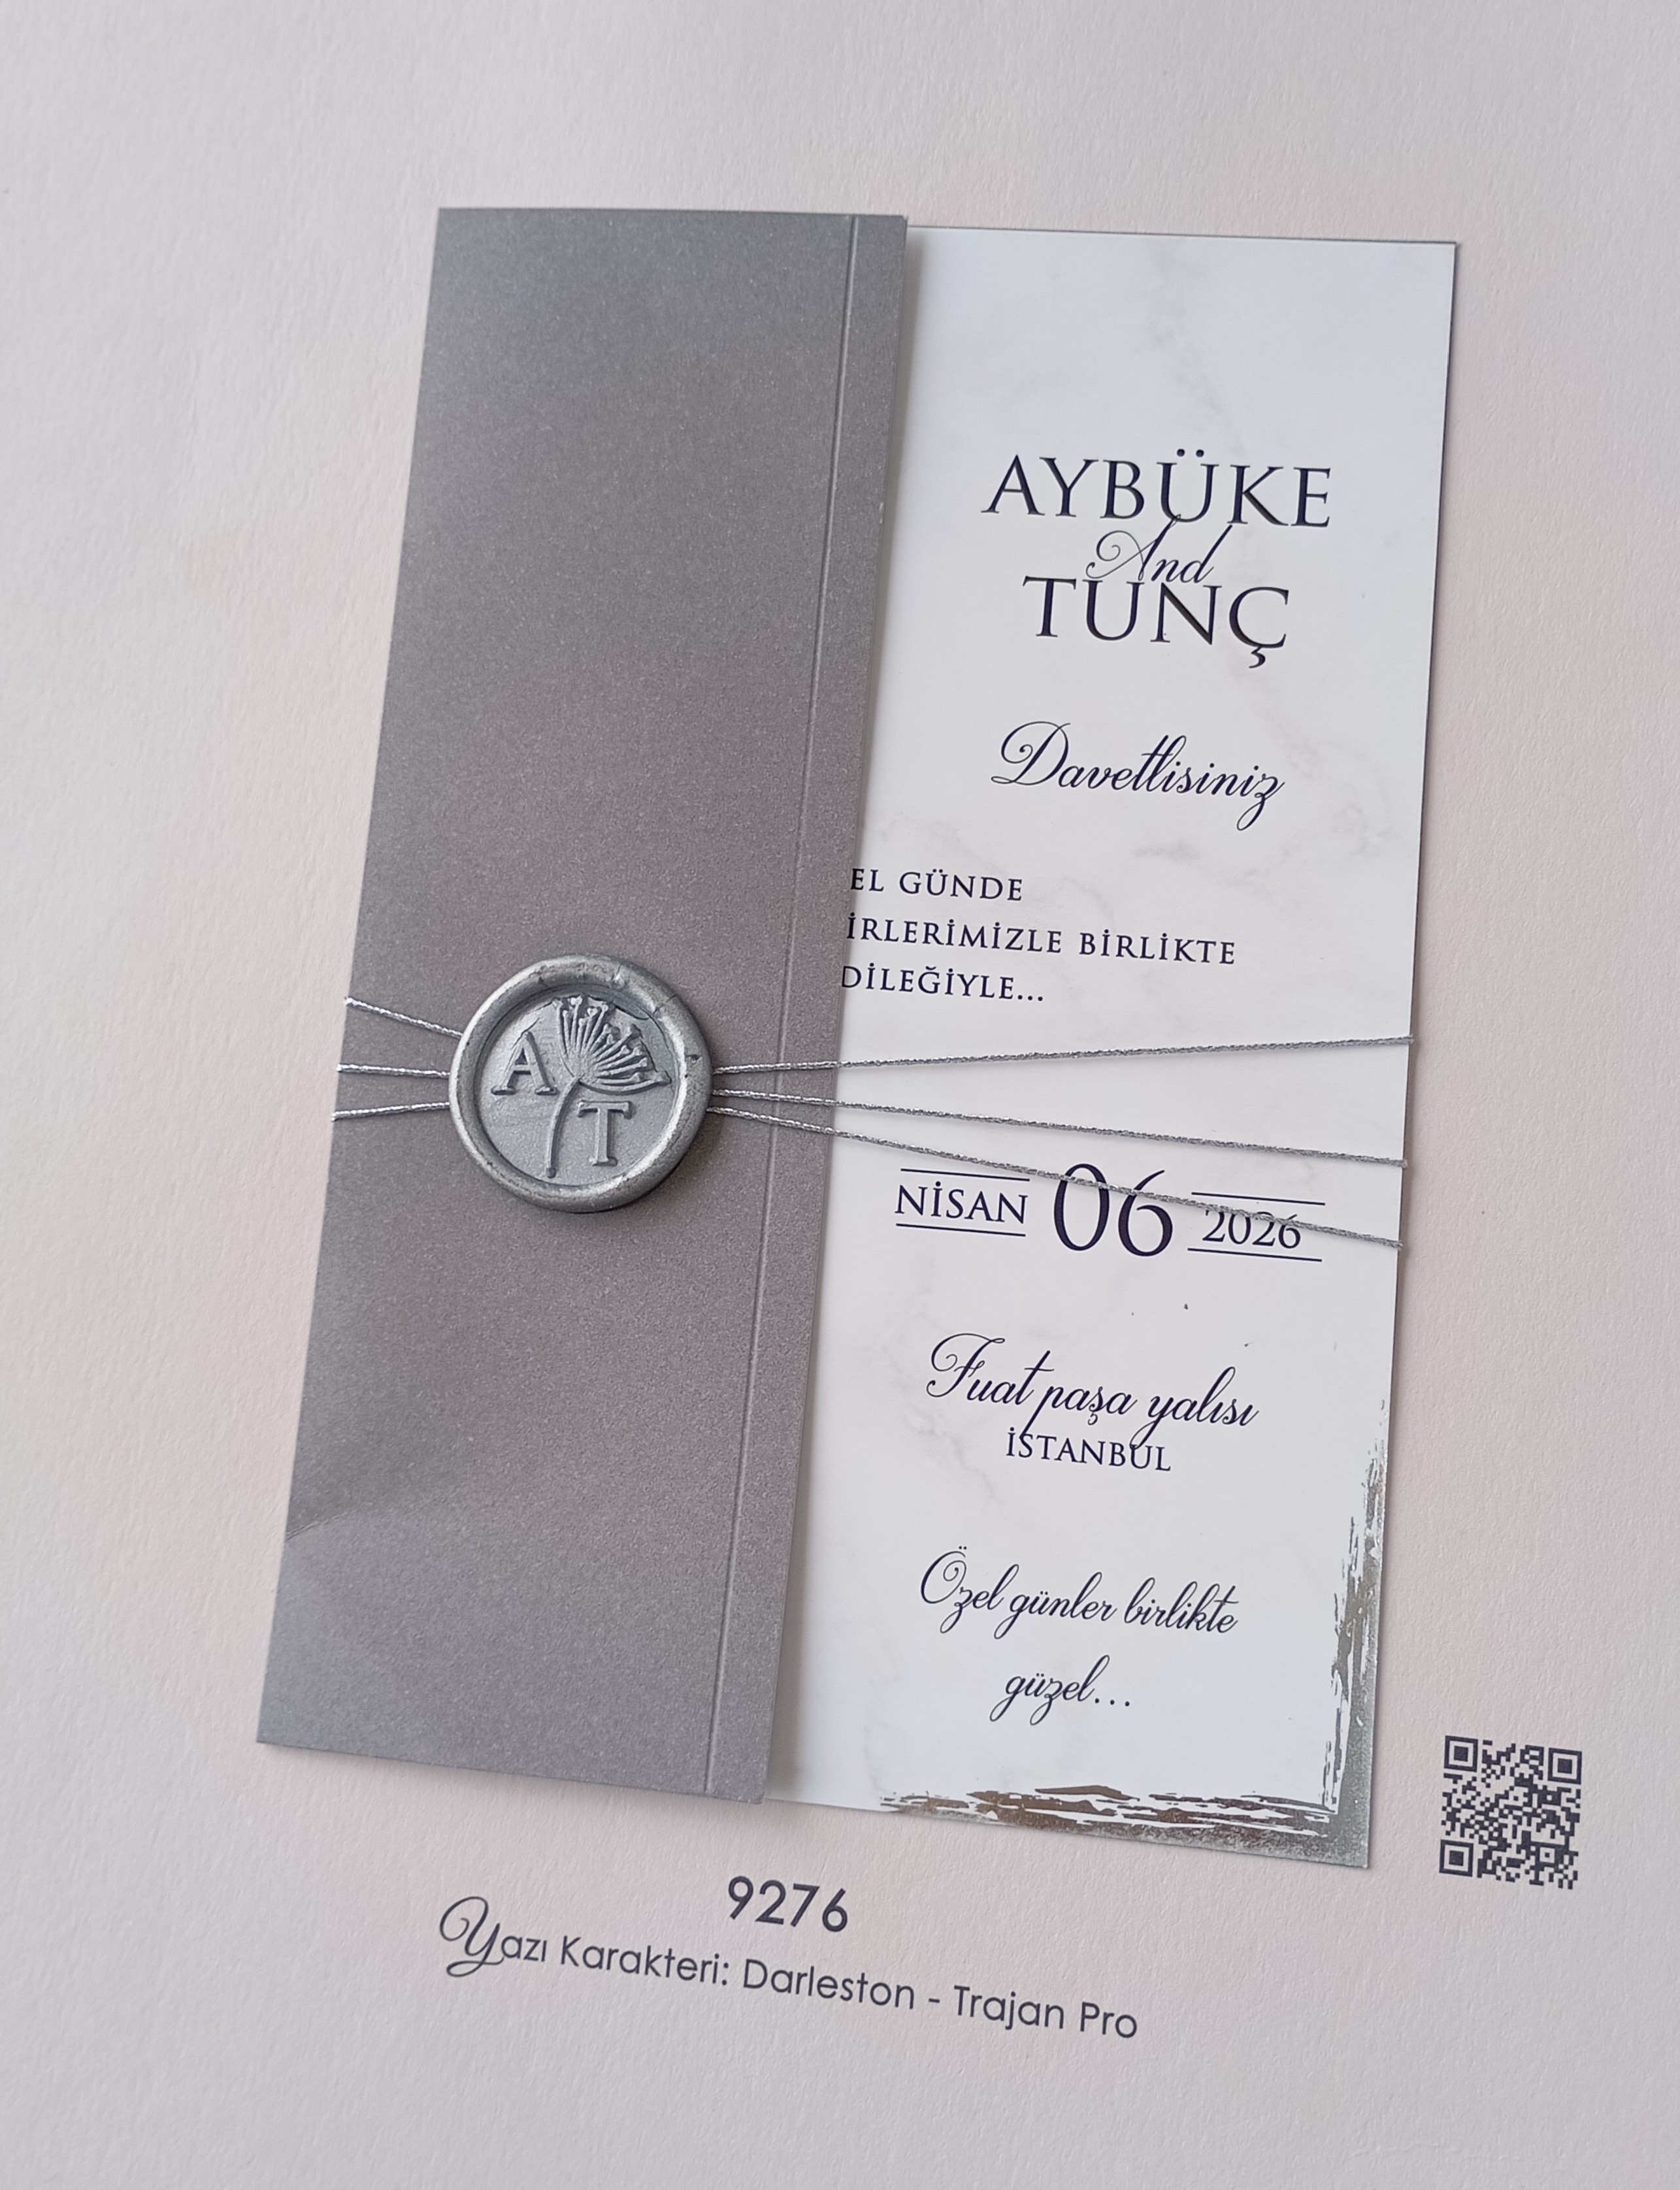 AYBÜKE
And
TUNÇ
Davetlisiniz
EL GÜNDE
İRLERİMİZLE BİRLİKTE
DİLEĞİYLE...
A
T
NİSAN 06 2026
Fuat paşa yalısı
İSTANBUL
Özel günler birlikte
güzel...
9276
Yazı Karakteri: Darleston - Trajan Pro